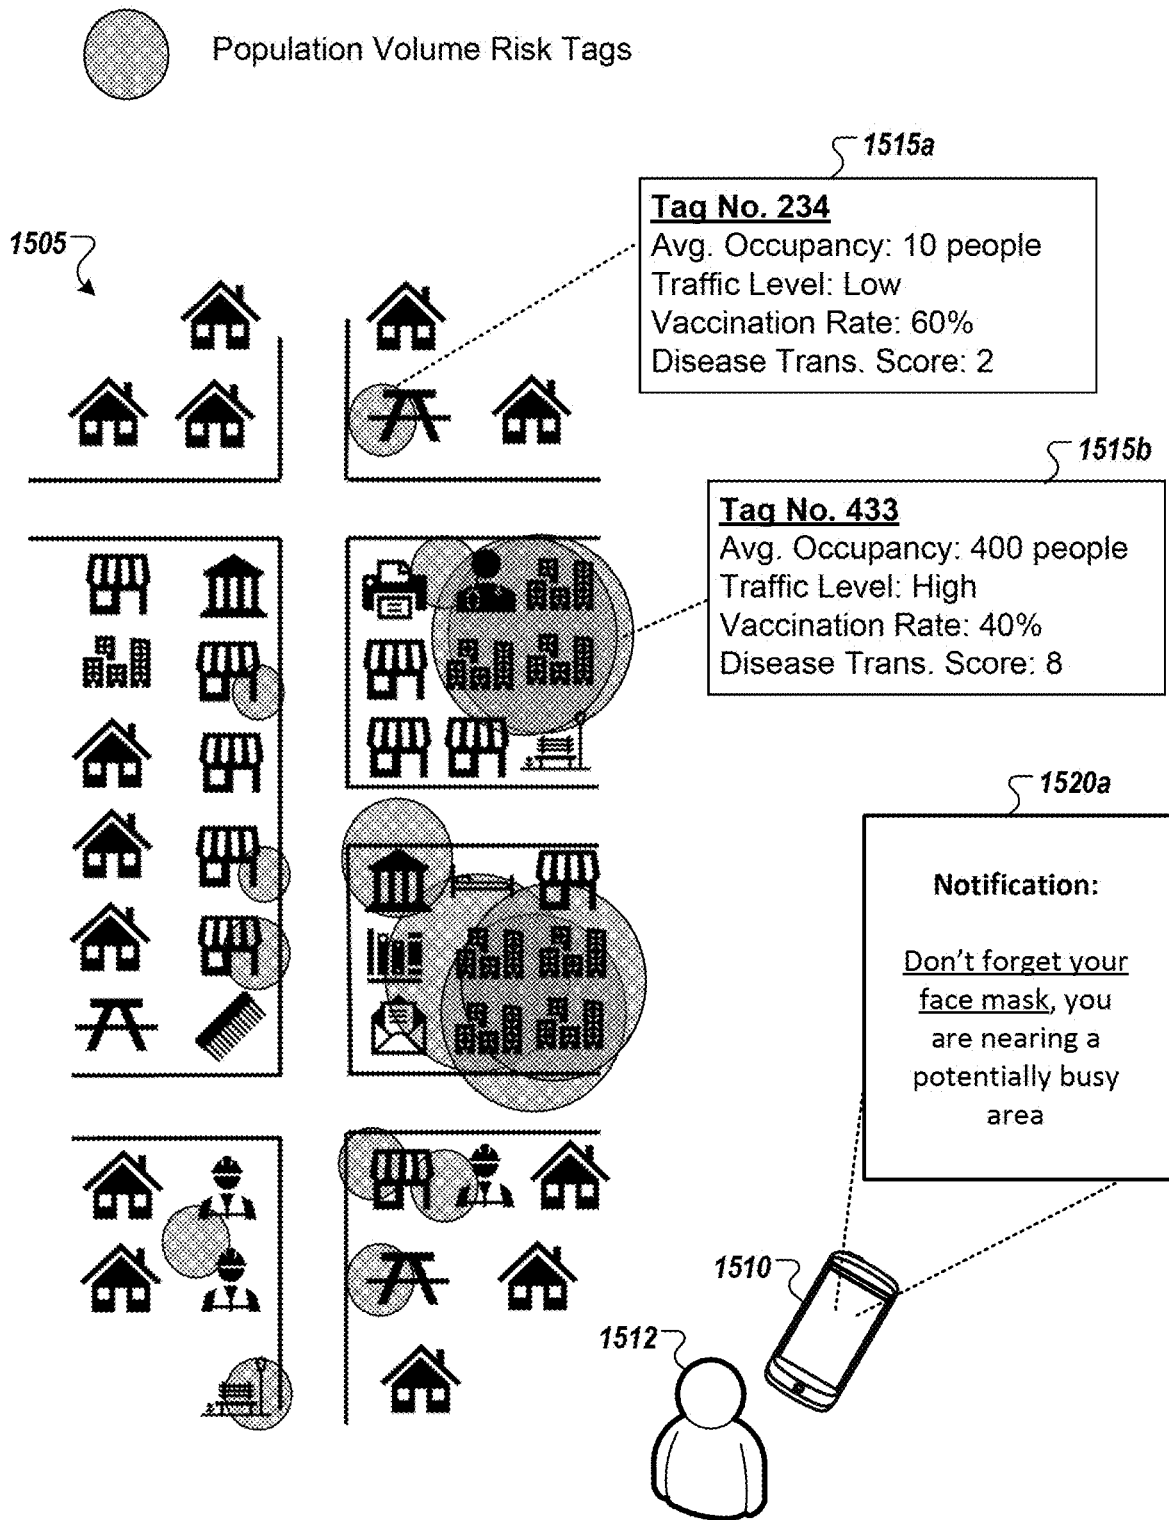 Population Volume Risk Tags
1515a
Tag No. 234
Avg. Occupancy: 10 people
Traffic Level: Low
Vaccination Rate: 60%
Disease Trans. Score: 2
1505
1515b
Tag No. 433
Avg. Occupancy: 400 people
Traffic Level: High
Vaccination Rate: 40%
Disease Trans. Score: 8
1520a
Notification:
Don't forget your
face mask, you
are nearing a
potentially busy
area
1510
1512